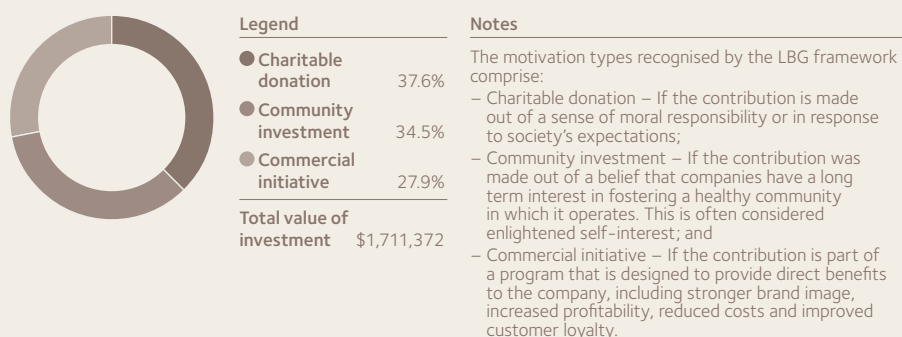 Legend
Charitable
donation 37.6%
Community
investment 34.5%
Commercial
initiative 27.9%
Total value of
investment $1,711,372
Notes
The motivation types recognised by the LBG framework
comprise:
– Charitable donation – If the contribution is made
out of a sense of moral responsibility or in response
to society’s expectations;
– Community investment – If the contribution was
made out of a belief that companies have a long
term interest in fostering a healthy community
in which it operates. This is often considered
enlightened self-interest; and
– Commercial initiative – If the contribution is part of
a program that is designed to provide direct benefits
to the company, including stronger brand image,
increased profitability, reduced costs and improved
customer loyalty.